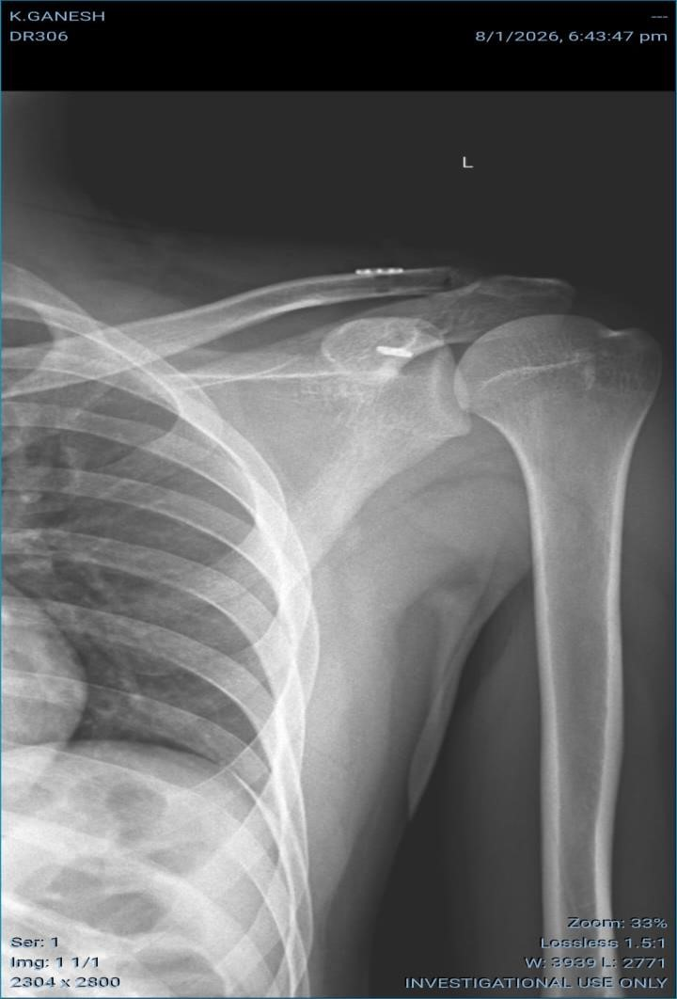 K.GANESH
---
DR306
8/1/2026, 6:43:47 pm
L
Zoom: 33%
Ser: 1
Lossless 1.5:1
Img: 1 1/1
W: 3939 L: 2771
2304 x 2800
INVESTIGATIONAL USE ONLY